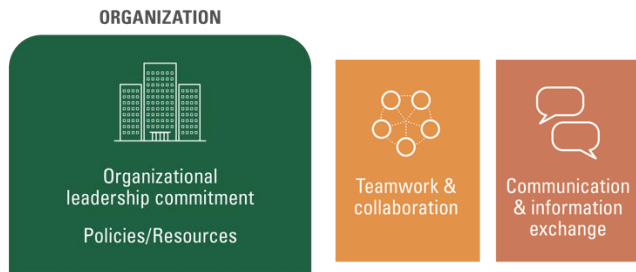 ORGANIZATION
Organizational
leadership commitment
Policies/Resources
Teamwork &
collaboration
Communication
& information
exchange